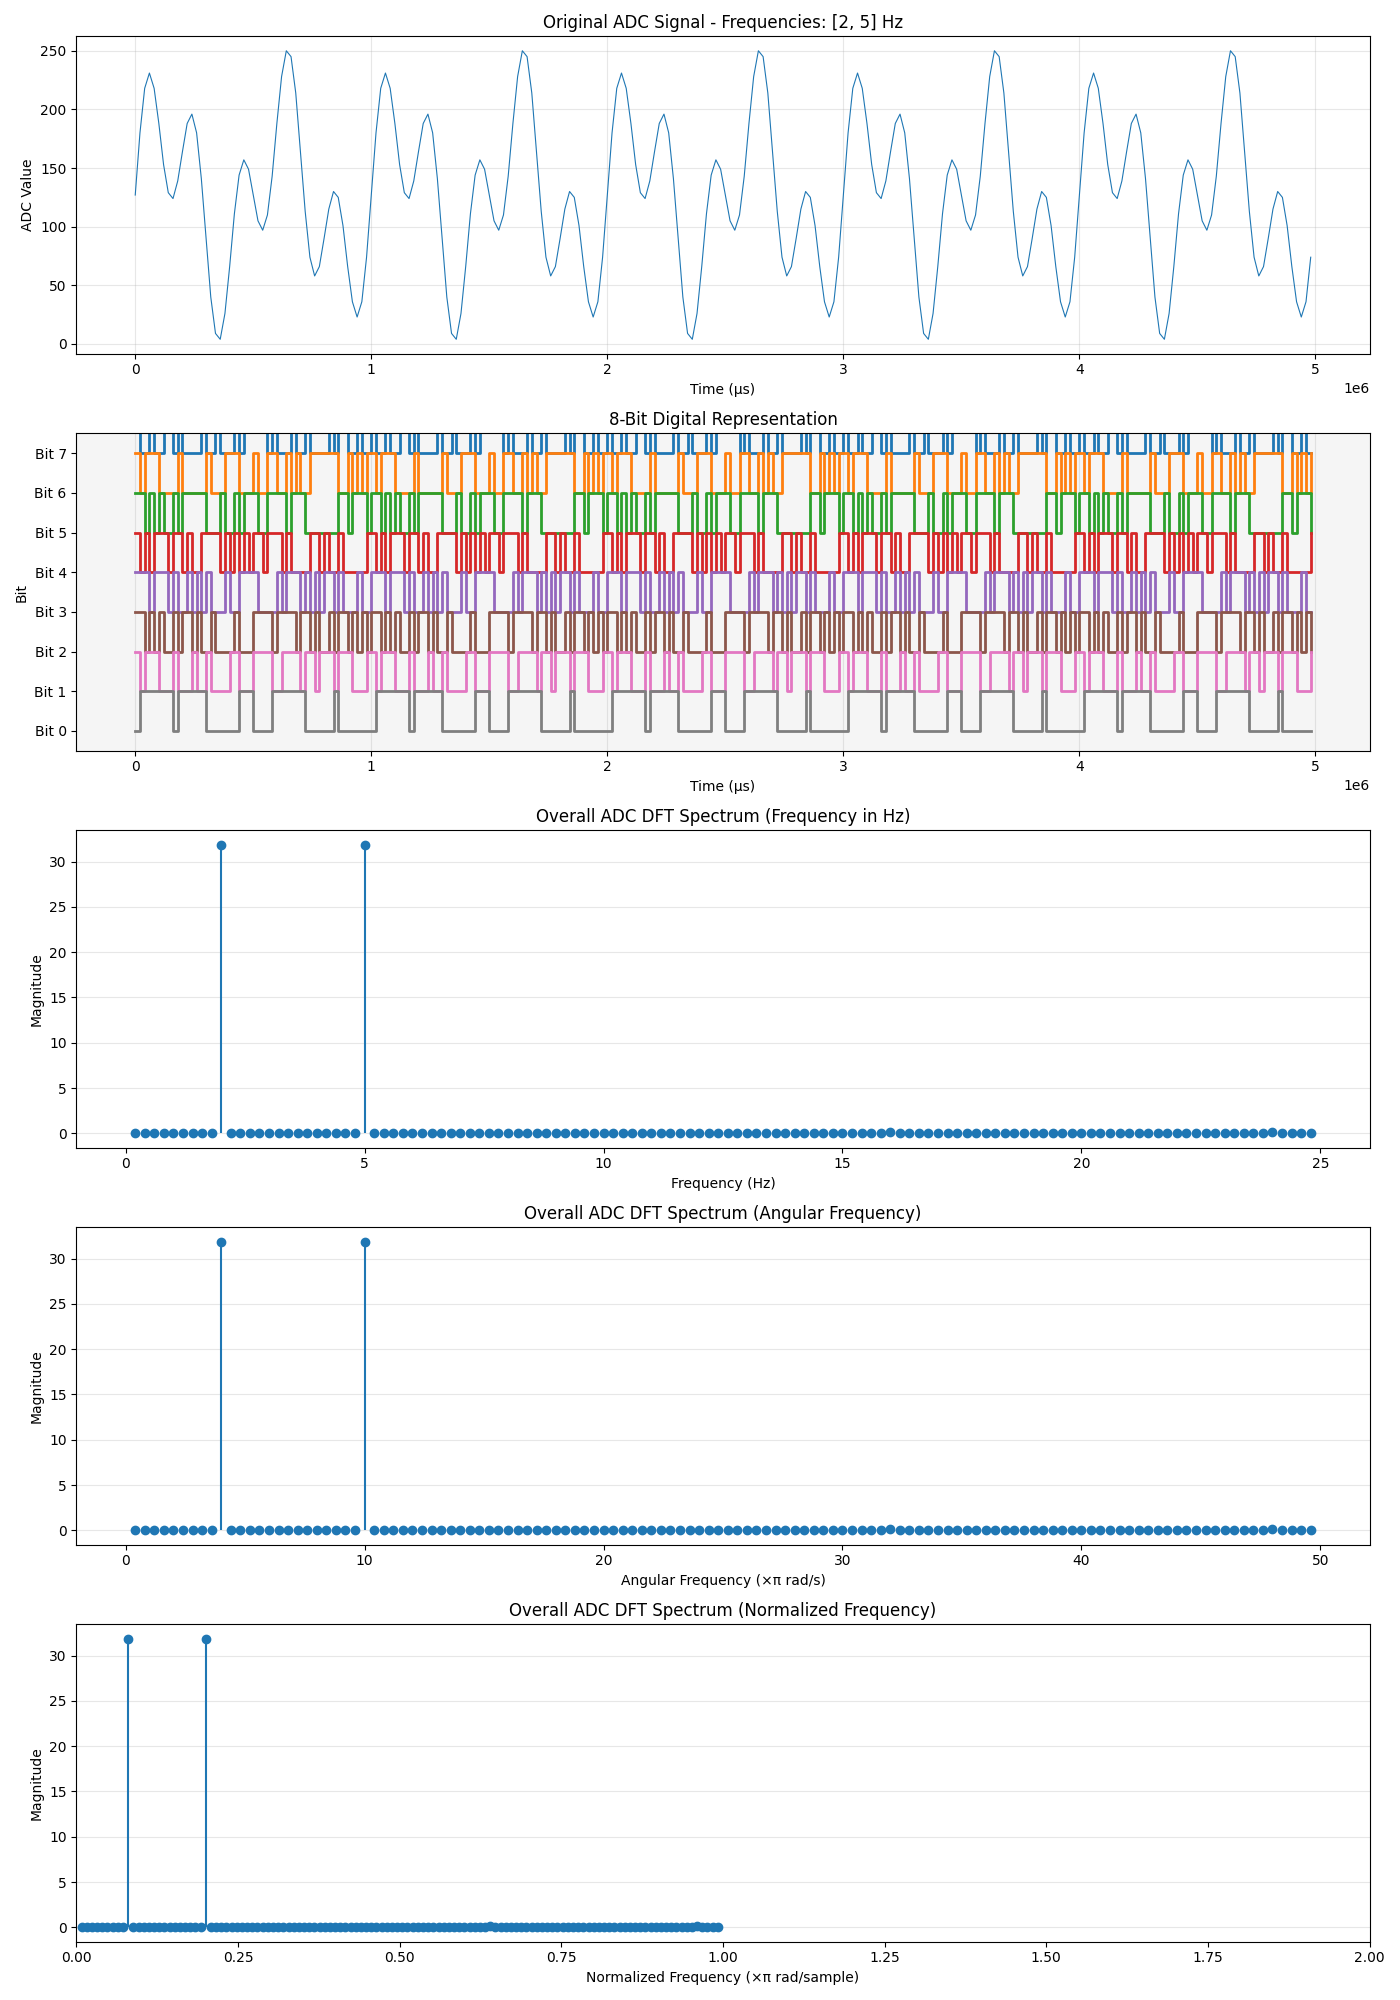 Original ADC Signal - Frequencies: [2, 5] Hz
250
200
150
100
50
0
ADC Value
0 1 2 3 4 5
1e6
Time (µs)
8-Bit Digital Representation
Bit 7
Bit 6
Bit 5
Bit 4
Bit 3
Bit 2
Bit 1
Bit 0
Bit
0 1 2 3 4 5
1e6
Time (µs)
Overall ADC DFT Spectrum (Frequency in Hz)
30
25
20
15
10
5
0
Magnitude
0 5 10 15 20 25
Frequency (Hz)
Overall ADC DFT Spectrum (Angular Frequency)
30
25
20
15
10
5
0
Magnitude
0 10 20 30 40 50
Angular Frequency (×π rad/s)
Overall ADC DFT Spectrum (Normalized Frequency)
30
25
20
15
10
5
0
Magnitude
0.00 0.25 0.50 0.75 1.00 1.25 1.50 1.75 2.00
Normalized Frequency (×π rad/sample)